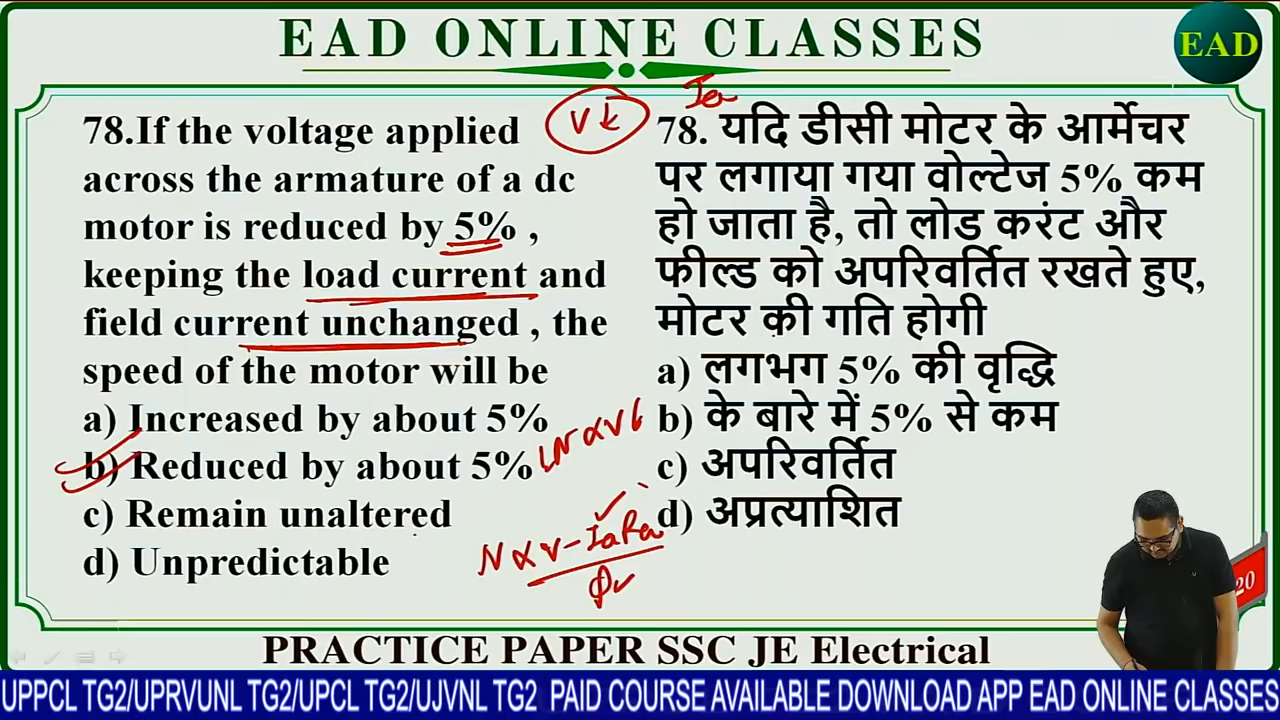 EAD ONLINE CLASSES
EAD
V↓
Ia
78.If the voltage applied
across the armature of a dc
motor is reduced by 5% ,
keeping the load current and
field current unchanged , the
speed of the motor will be
a) Increased by about 5%
b) Reduced by about 5%
c) Remain unaltered
d) Unpredictable
↓N∝V↓
N∝V-IaRa
Φ
78. यदि डीसी मोटर के आर्मेचर
पर लगाया गया वोल्टेज 5% कम
हो जाता है, तो लोड करंट और
फील्ड को अपरिवर्तित रखते हुए,
मोटर की गति होगी
a) लगभग 5% की वृद्धि
b) के बारे में 5% से कम
c) अपरिवर्तित
d) अप्रत्याशित
20
PRACTICE PAPER SSC JE Electrical
UPPCL TG2/UPRVUNL TG2/UPCL TG2/UJVNL TG2 PAID COURSE AVAILABLE DOWNLOAD APP EAD ONLINE CLASSES